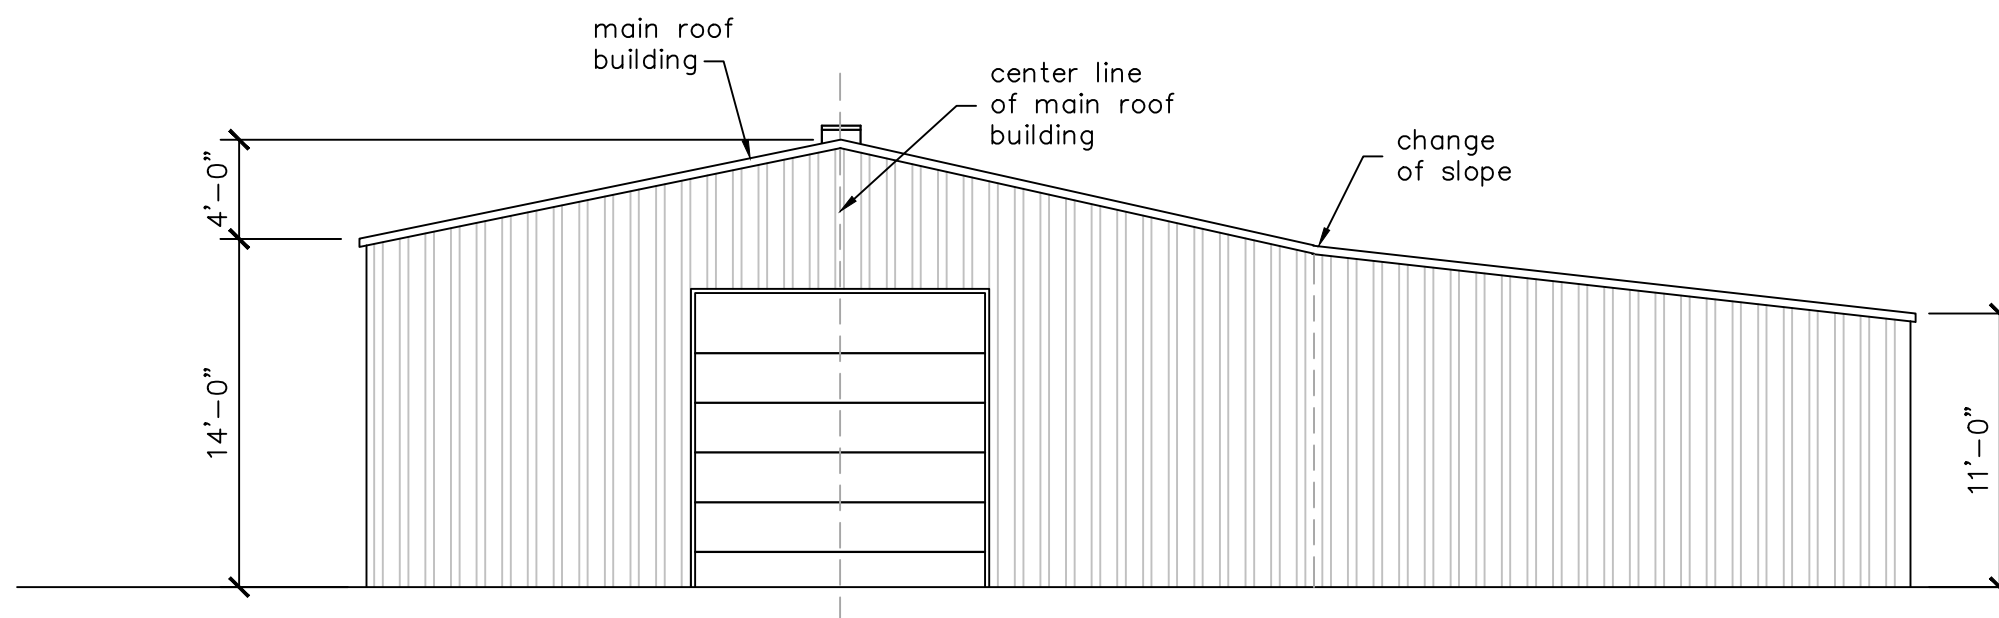 main roof
building
center line
of main roof
building
change
of slope
4'-0"
14'-0"
11'-0"